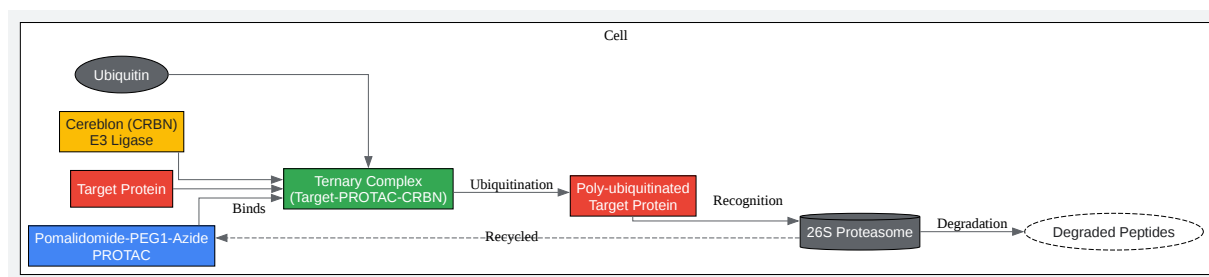 Cell
Ubiquitin
Cereblon (CRBN)
E3 Ligase
Target Protein
Binds
Pomalidomide-PEG1-Azide
PROTAC
Ternary Complex
(Target-PROTAC-CRBN)
Ubiquitination
Poly-ubiquitinated
Target Protein
Recognition
Recycled
26S Proteasome
Degradation
Degraded Peptides